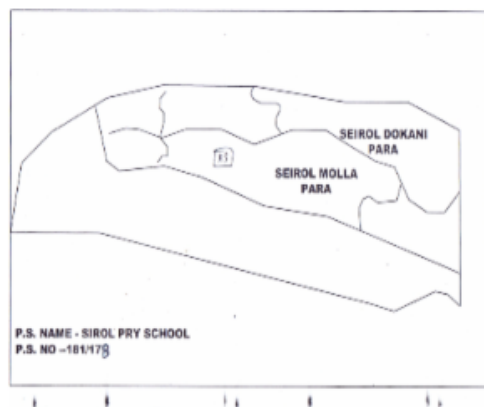 SEIROL DOKANI
PARA
SEIROL MOLLA
PARA
P.S. NAME - SIROL PRY SCHOOL
P.S. NO -181/178